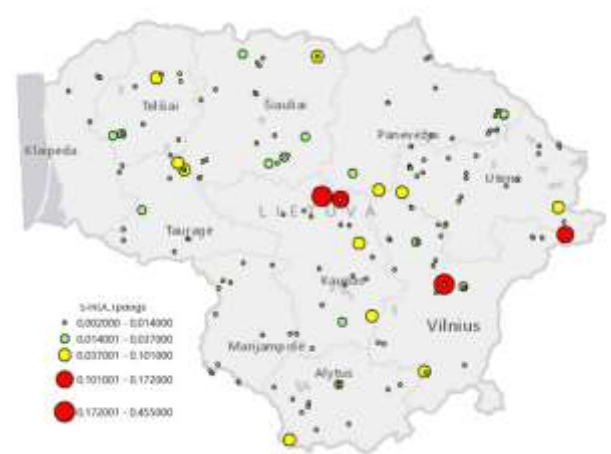 Telšiai
Šiauliai
Klaipėda
Panevėžys
Utena
LIETUVA
Tauragė
Kaunas
Vilnius
Marijampolė
Alytus
0,002000 - 0,014000
0,014001 - 0,037000
0,037001 - 0,101000
0,101001 - 0,172000
0,172001 - 0,455000